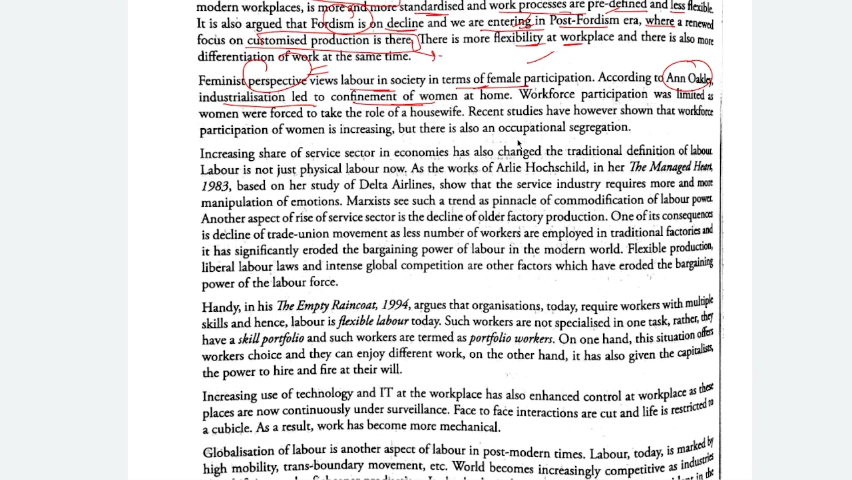 modern workplaces, is more and more standardised and work processes are pre-defined and less flexible.
It is also argued that Fordism is on decline and we are entering in Post-Fordism era, where a renewed
focus on customised production is there. There is more flexibility at workplace and there is also more
differentiation of work at the same time.
Feminist perspective views labour in society in terms of female participation. According to Ann Oakley,
industrialisation led to confinement of women at home. Workforce participation was limited as
women were forced to take the role of a housewife. Recent studies have however shown that workforce
participation of women is increasing, but there is also an occupational segregation.
Increasing share of service sector in economies has also changed the traditional definition of labour.
Labour is not just physical labour now. As the works of Arlie Hochschild, in her The Managed Heart,
1983, based on her study of Delta Airlines, show that the service industry requires more and more
manipulation of emotions. Marxists see such a trend as pinnacle of commodification of labour power.
Another aspect of rise of service sector is the decline of older factory production. One of its consequences
is decline of trade-union movement as less number of workers are employed in traditional factories and
it has significantly eroded the bargaining power of labour in the modern world. Flexible production,
liberal labour laws and intense global competition are other factors which have eroded the bargaining
power of the labour force.
Handy, in his The Empty Raincoat, 1994, argues that organisations, today, require workers with multiple
skills and hence, labour is flexible labour today. Such workers are not specialised in one task, rather, they
have a skill portfolio and such workers are termed as portfolio workers. On one hand, this situation offers
workers choice and they can enjoy different work, on the other hand, it has also given the capitalists,
the power to hire and fire at their will.
Increasing use of technology and IT at the workplace has also enhanced control at workplace as these
places are now continuously under surveillance. Face to face interactions are cut and life is restricted to
a cubicle. As a result, work has become more mechanical.
Globalisation of labour is another aspect of labour in post-modern times. Labour, today, is marked by
high mobility, trans-boundary movement, etc. World becomes increasingly competitive as industries